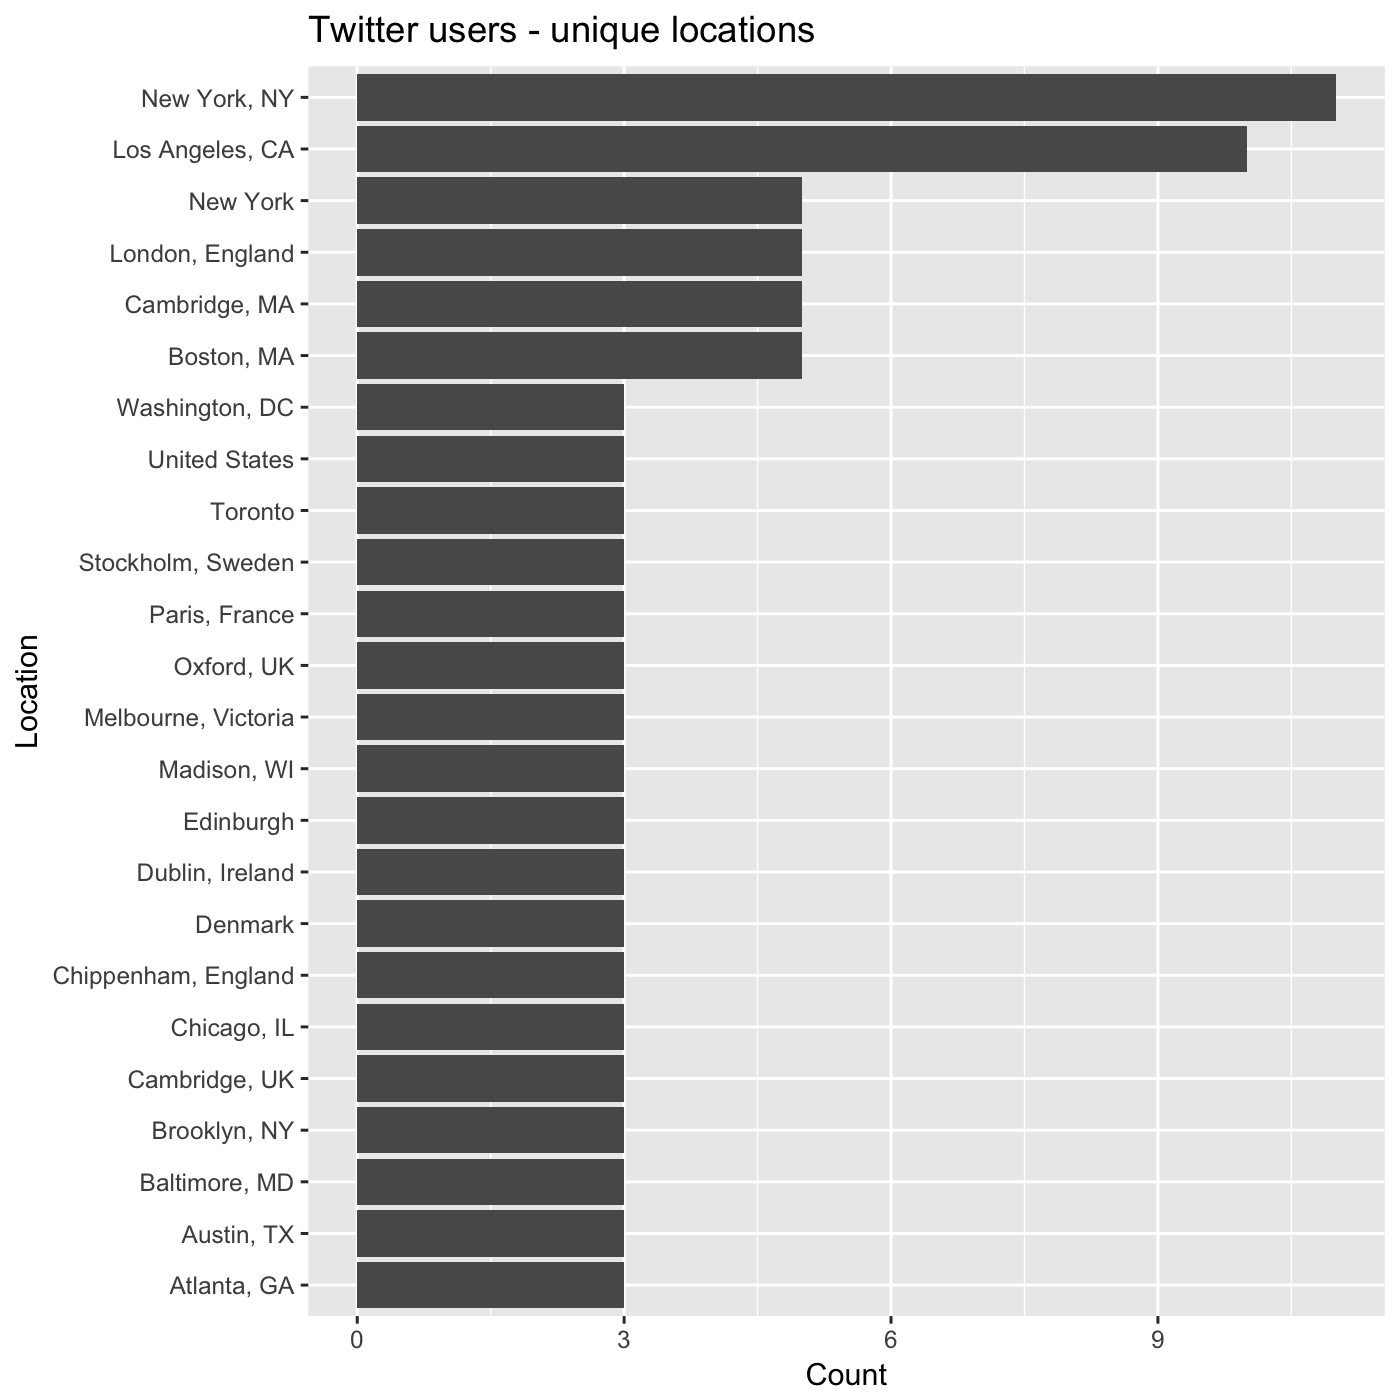 Twitter users - unique locations
New York, NY
Los Angeles, CA
New York
London, England
Cambridge, MA
Boston, MA
Washington, DC
United States
Toronto
Stockholm, Sweden
Paris, France
Oxford, UK
Melbourne, Victoria
Madison, WI
Edinburgh
Dublin, Ireland
Denmark
Chippenham, England
Chicago, IL
Cambridge, UK
Brooklyn, NY
Baltimore, MD
Austin, TX
Atlanta, GA
Location
0 3 6 9
Count